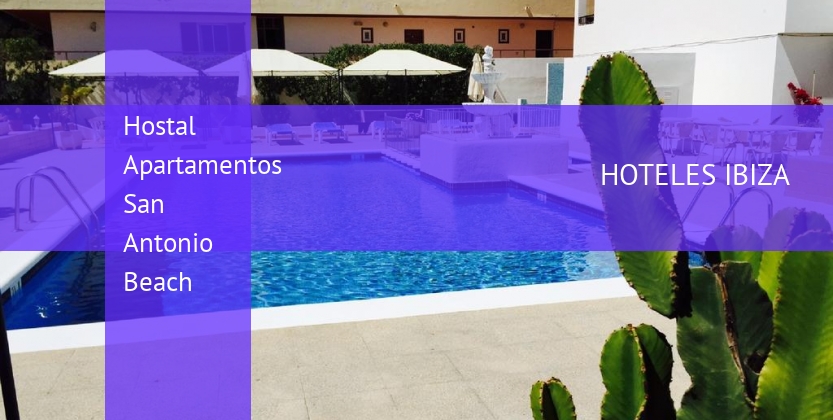 Hostal
Apartamentos
San
Antonio
Beach
HOTELES IBIZA